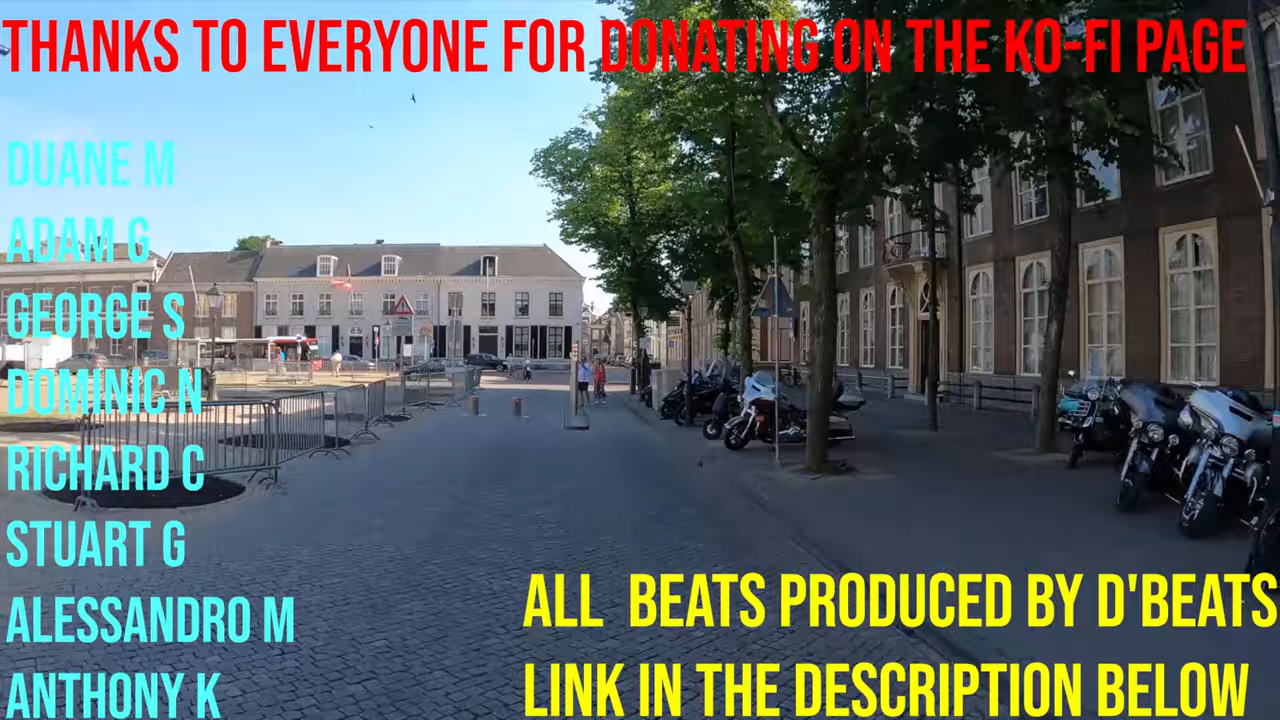 THANKS TO EVERYONE FOR DONATING ON THE KO-FI PAGE
DUANE M
ADAM G
GEORGE S
DOMINIC N
RICHARD C
STUART G
ALESSANDRO M
ANTHONY K
ALL BEATS PRODUCED BY D'BEATS
LINK IN THE DESCRIPTION BELOW